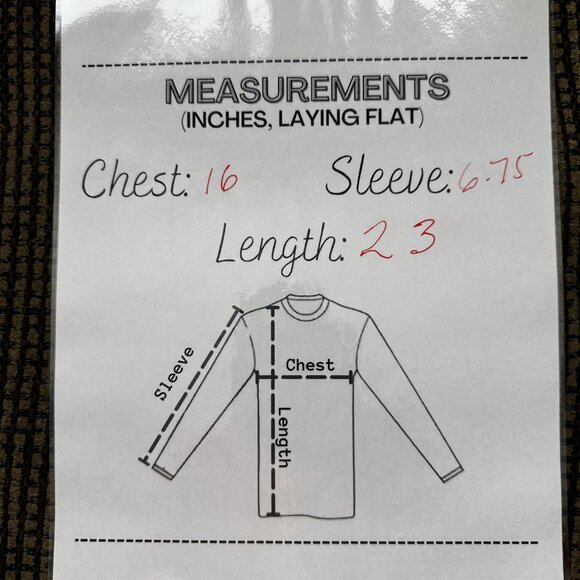 MEASUREMENTS
(INCHES, LAYING FLAT)
Chest: 16 Sleeve: 6.75
Length: 23
Sleeve
Chest
Length